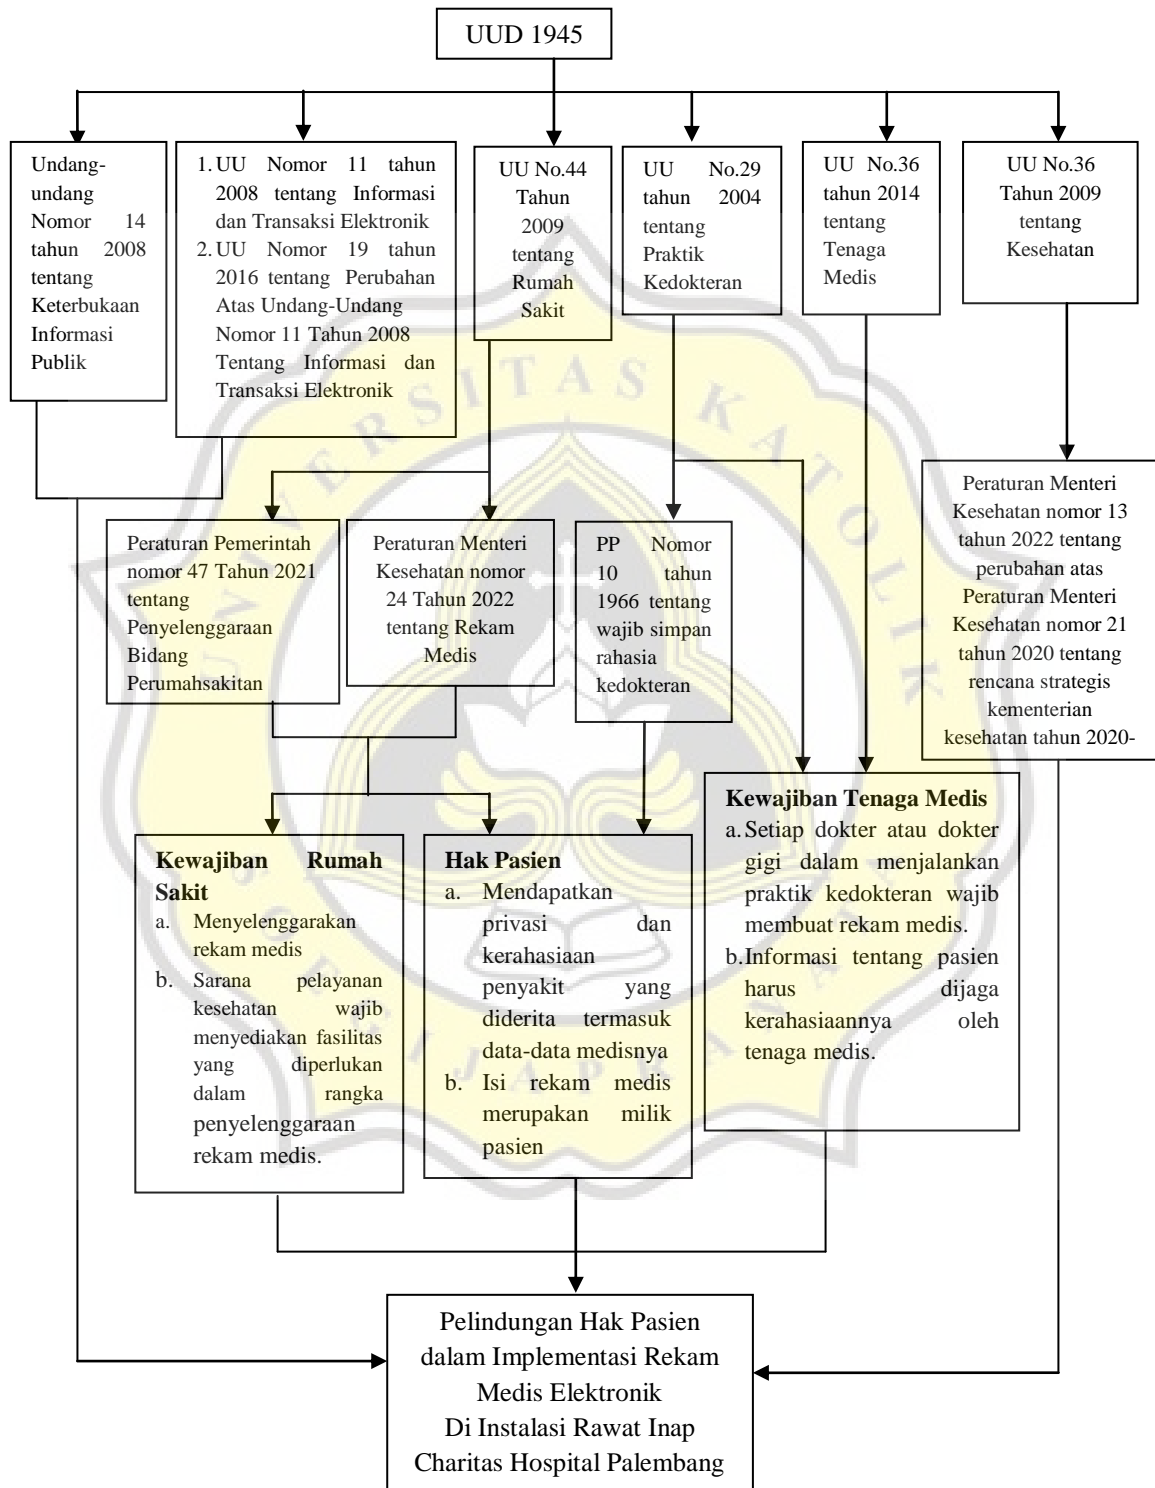 UUD 1945
Undang-
undang
Nomor 14
tahun 2008
tentang
Keterbukaan
Informasi
Publik
1. UU Nomor 11 tahun
2008 tentang Informasi
dan Transaksi Elektronik
2. UU Nomor 19 tahun
2016 tentang Perubahan
Atas Undang-Undang
Nomor 11 Tahun 2008
Tentang Informasi dan
Transaksi Elektronik
UU No.44
Tahun
2009
tentang
Rumah
Sakit
UU No.29
tahun 2004
tentang
Praktik
Kedokteran
UU No.36
tahun 2014
tentang
Tenaga
Medis
UU No.36
Tahun 2009
tentang
Kesehatan
Peraturan Pemerintah
nomor 47 Tahun 2021
tentang
Penyelenggaraan
Bidang
Perumahsakitan
Peraturan Menteri
Kesehatan nomor
24 Tahun 2022
tentang Rekam
Medis
PP Nomor
10 tahun
1966 tentang
wajib simpan
rahasia
kedokteran
Peraturan Menteri
Kesehatan nomor 13
tahun 2022 tentang
perubahan atas
Peraturan Menteri
Kesehatan nomor 21
tahun 2020 tentang
rencana strategis
kementerian
kesehatan tahun 2020-
Kewajiban Rumah
Sakit
a. Menyelenggarakan
rekam medis
b. Sarana pelayanan
kesehatan wajib
menyediakan fasilitas
yang diperlukan
dalam rangka
penyelenggaraan
rekam medis.
Hak Pasien
a. Mendapatkan
privasi dan
kerahasiaan
penyakit yang
diderita termasuk
data-data medisnya
b. Isi rekam medis
merupakan milik
pasien
Kewajiban Tenaga Medis
a. Setiap dokter atau dokter
gigi dalam menjalankan
praktik kedokteran wajib
membuat rekam medis.
b. Informasi tentang pasien
harus dijaga
kerahasiaannya oleh
tenaga medis.
Pelindungan Hak Pasien
dalam Implementasi Rekam
Medis Elektronik
Di Instalasi Rawat Inap
Charitas Hospital Palembang
UNIVERSITAS KATOLIK
SOEGIJAPRANATA